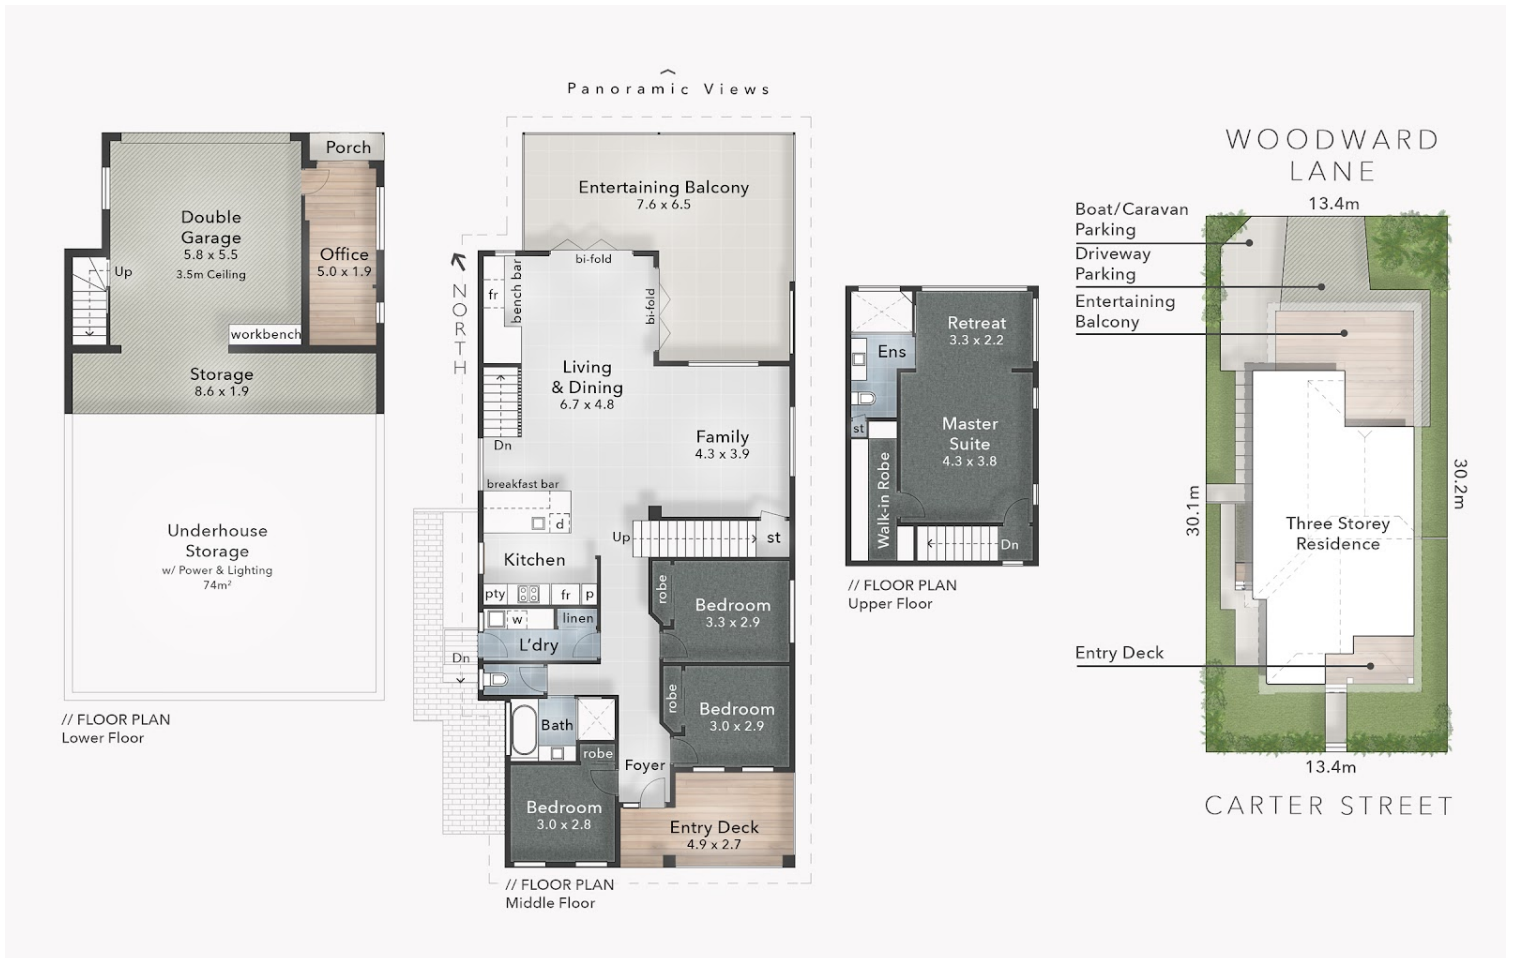 Panoramic Views
Porch
Double
Garage
5.8 x 5.5
3.5m Ceiling
Office
5.0 x 1.9
Up
workbench
Storage
8.6 x 1.9
Underhouse
Storage
w/ Power & Lighting
74m²
// FLOOR PLAN
Lower Floor
NORTH
Entertaining Balcony
7.6 x 6.5
bi-fold
bi-fold
fr
bench bar
Living
& Dining
6.7 x 4.8
Dn
Family
4.3 x 3.9
breakfast bar
d
Up
st
Kitchen
pty
fr
p
robe
Bedroom
3.3 x 2.9
w
linen
L'dry
Dn
robe
Bedroom
3.0 x 2.9
Bath
robe
Foyer
Bedroom
3.0 x 2.8
Entry Deck
4.9 x 2.7
// FLOOR PLAN
Middle Floor
Retreat
3.3 x 2.2
Ens
st
Master
Suite
4.3 x 3.8
Walk-in Robe
Dn
// FLOOR PLAN
Upper Floor
WOODWARD
LANE
13.4m
Boat/Caravan
Parking
Driveway
Parking
Entertaining
Balcony
30.1m
30.2m
Three Storey
Residence
Entry Deck
13.4m
CARTER STREET